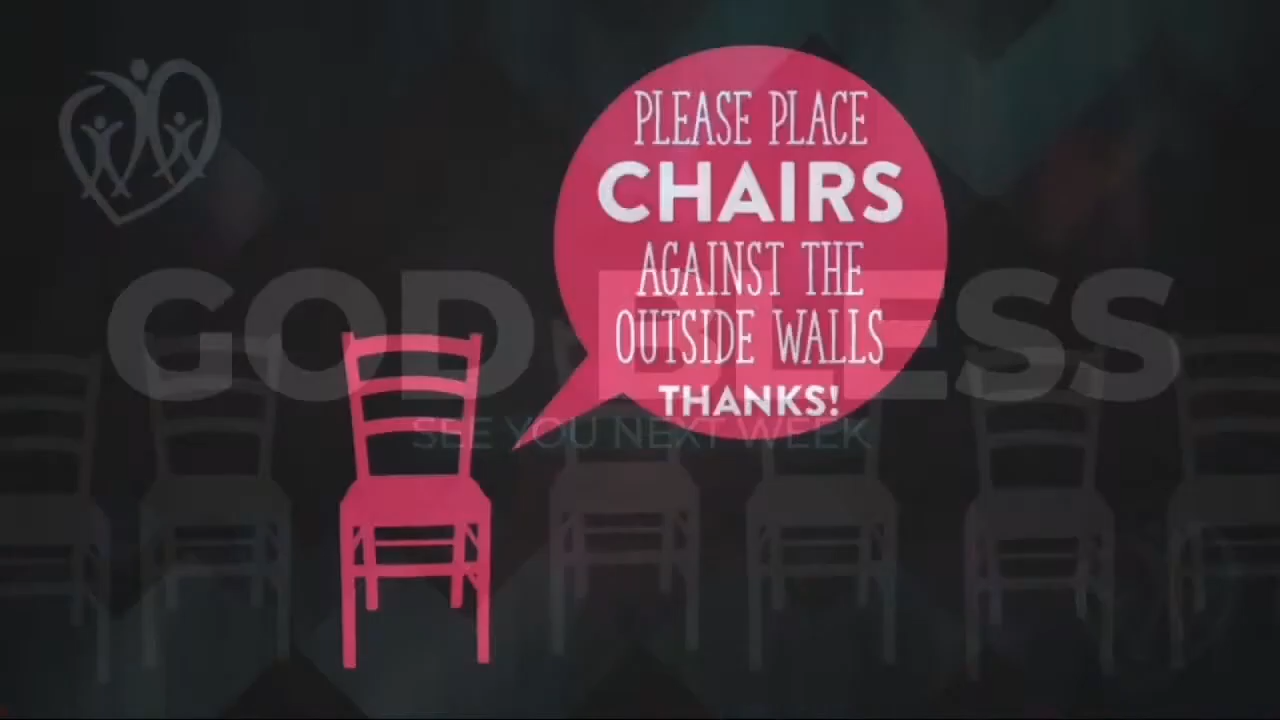 PLEASE PLACE
CHAIRS
AGAINST THE
OUTSIDE WALLS
THANKS!
GOD BLESS
SEE YOU NEXT WEEK